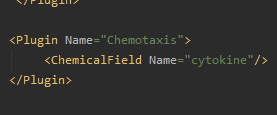 </Plugin>
<Plugin Name="Chemotaxis">
<ChemicalField Name="cytokine"/>
</Plugin>